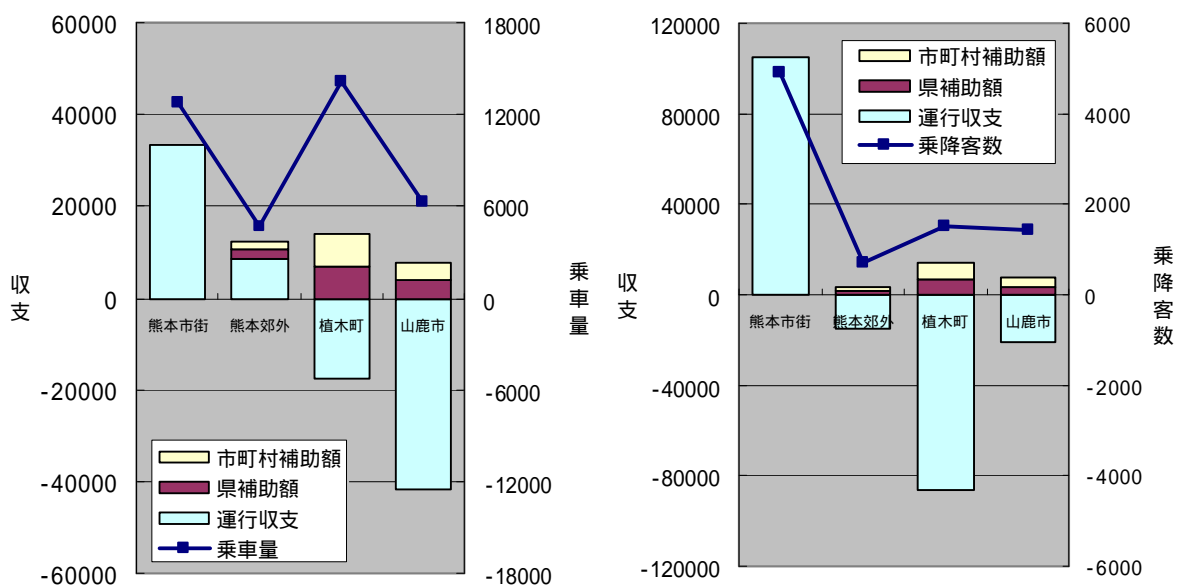 60000
40000
20000
0
-20000
-40000
-60000
収支
熊本市街
熊本郊外
植木町
山鹿市
市町村補助額
県補助額
運行収支
乗車量
18000
12000
6000
0
-6000
-12000
-18000
乗車量
120000
80000
40000
0
-40000
-80000
-120000
収支
市町村補助額
県補助額
運行収支
乗降客数
熊本市街
熊本郊外
植木町
山鹿市
6000
4000
2000
0
-2000
-4000
-6000
乗降客数